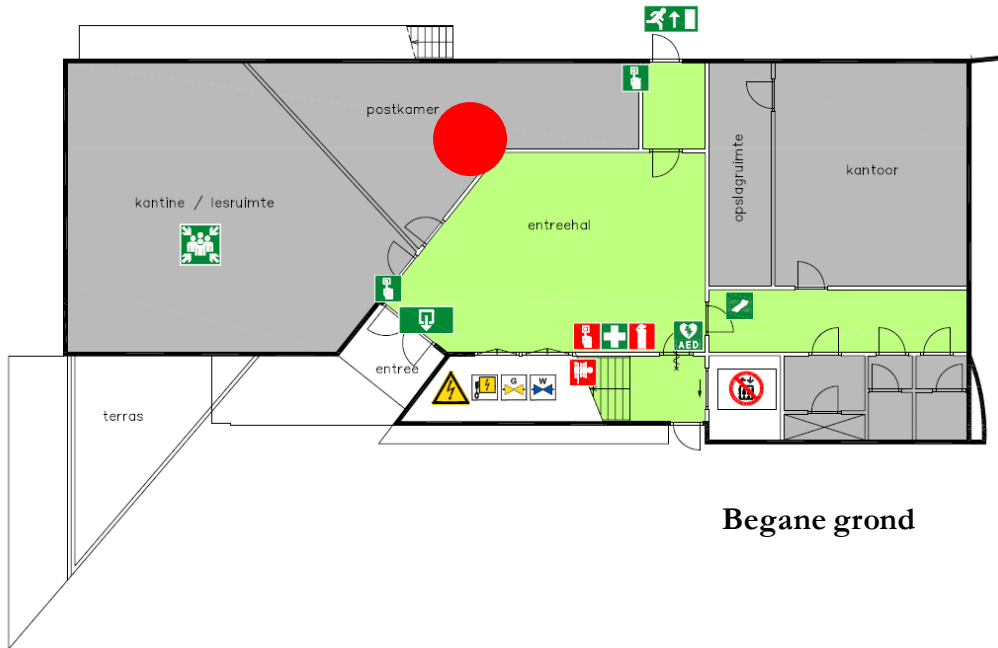 postkamer
kantine / lesruimte
entreehal
opslagruimte
kantoor
AED
entree
G
W
terras
Begane grond